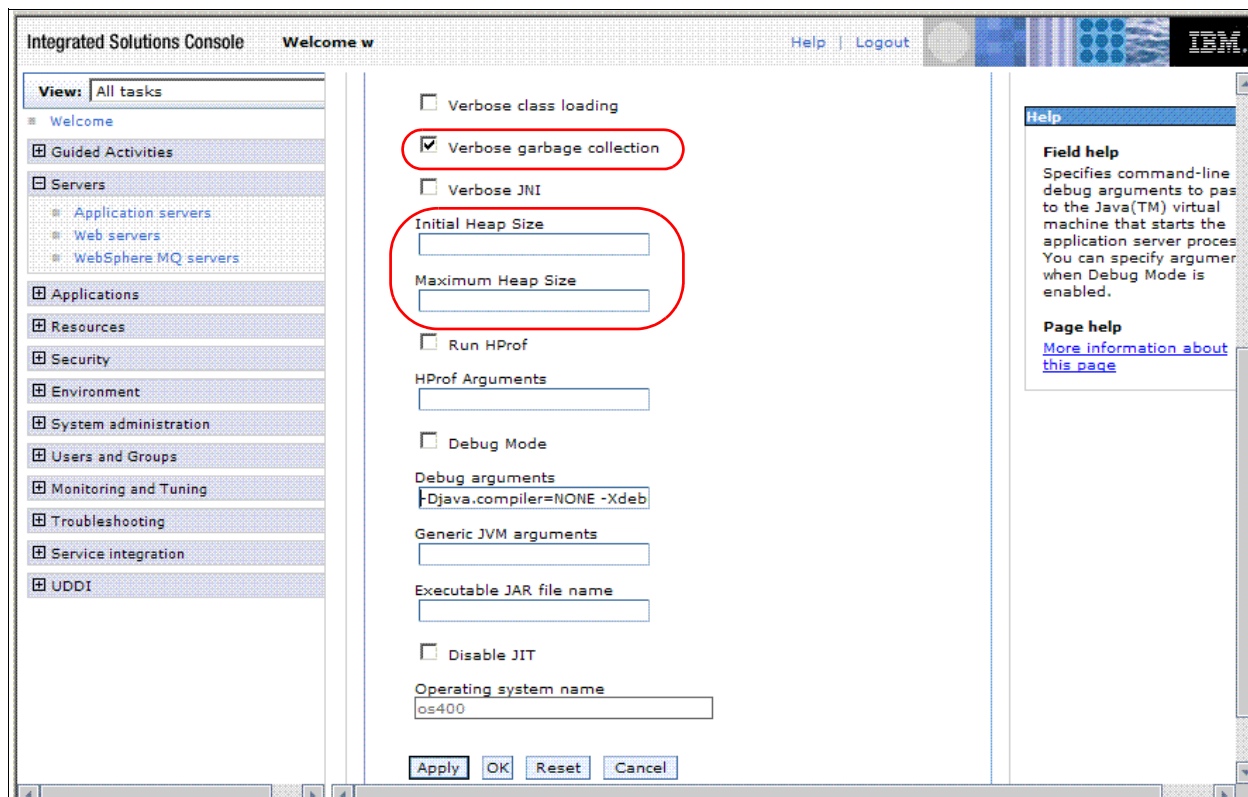 Integrated Solutions Console Welcome w Help | Logout IBM.
View: All tasks
Welcome
Guided Activities
Servers
Application servers
Web servers
WebSphere MQ servers
Applications
Resources
Security
Environment
System administration
Users and Groups
Monitoring and Tuning
Troubleshooting
Service integration
UDDI
Verbose class loading
Verbose garbage collection
Verbose JNI
Initial Heap Size
Maximum Heap Size
Run HProf
HProf Arguments
Debug Mode
Debug arguments
-Djava.compiler=NONE -Xdeb
Generic JVM arguments
Executable JAR file name
Disable JIT
Operating system name
os400
Apply OK Reset Cancel
Help
Field help
Specifies command-line
debug arguments to pas
to the Java(TM) virtual
machine that starts the
application server proces
You can specify argumer
when Debug Mode is
enabled.
Page help
More information about
this page